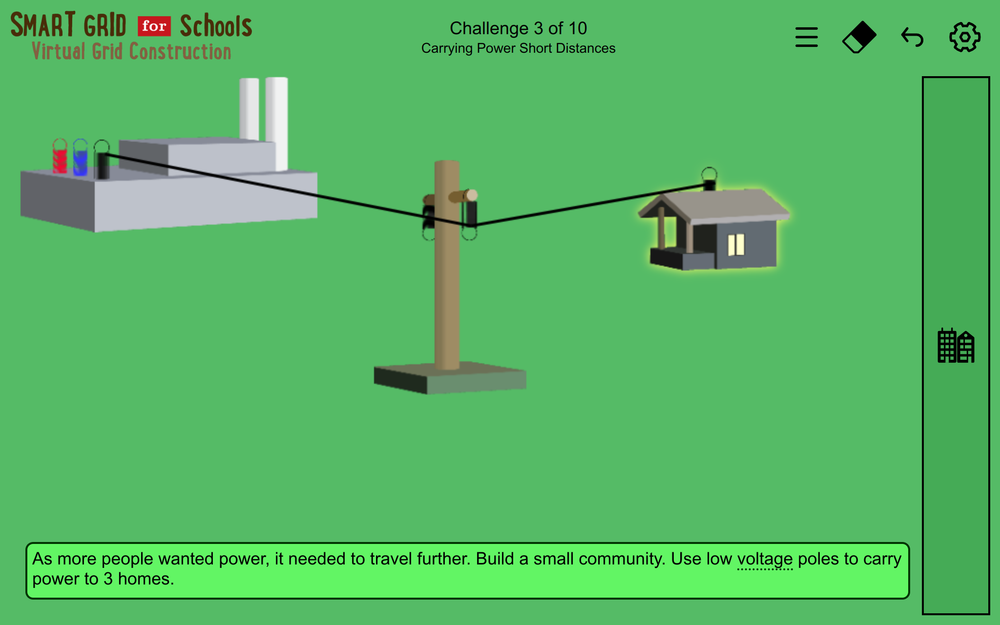 SMART GRID for Schools
Virtual Grid Construction
Challenge 3 of 10
Carrying Power Short Distances
As more people wanted power, it needed to travel further. Build a small community. Use low voltage poles to carry
power to 3 homes.